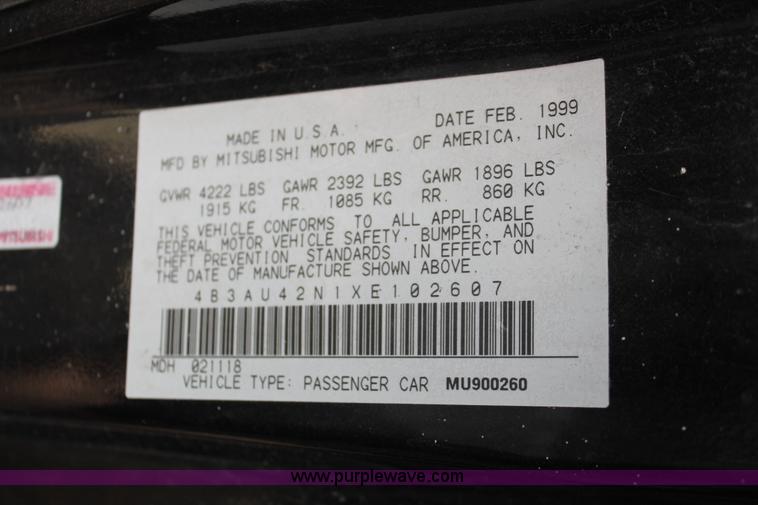 MADE IN U.S.A. DATE FEB. 1999
MFD BY MITSUBISHI MOTOR MFG. OF AMERICA, INC.
GVWR 4222 LBS GAWR 2392 LBS GAWR 1896 LBS
1915 KG FR. 1085 KG RR. 860 KG
THIS VEHICLE CONFORMS TO ALL APPLICABLE
FEDERAL MOTOR VEHICLE SAFETY, BUMPER, AND
THEFT PREVENTION STANDARDS IN EFFECT ON
THE DATE OF MANUFACTURE SHOWN ABOVE.
4B3AU42N1XE102607
MDH 021118
VEHICLE TYPE: PASSENGER CAR MU900260
MITSUBISHI
www.purplewave.com